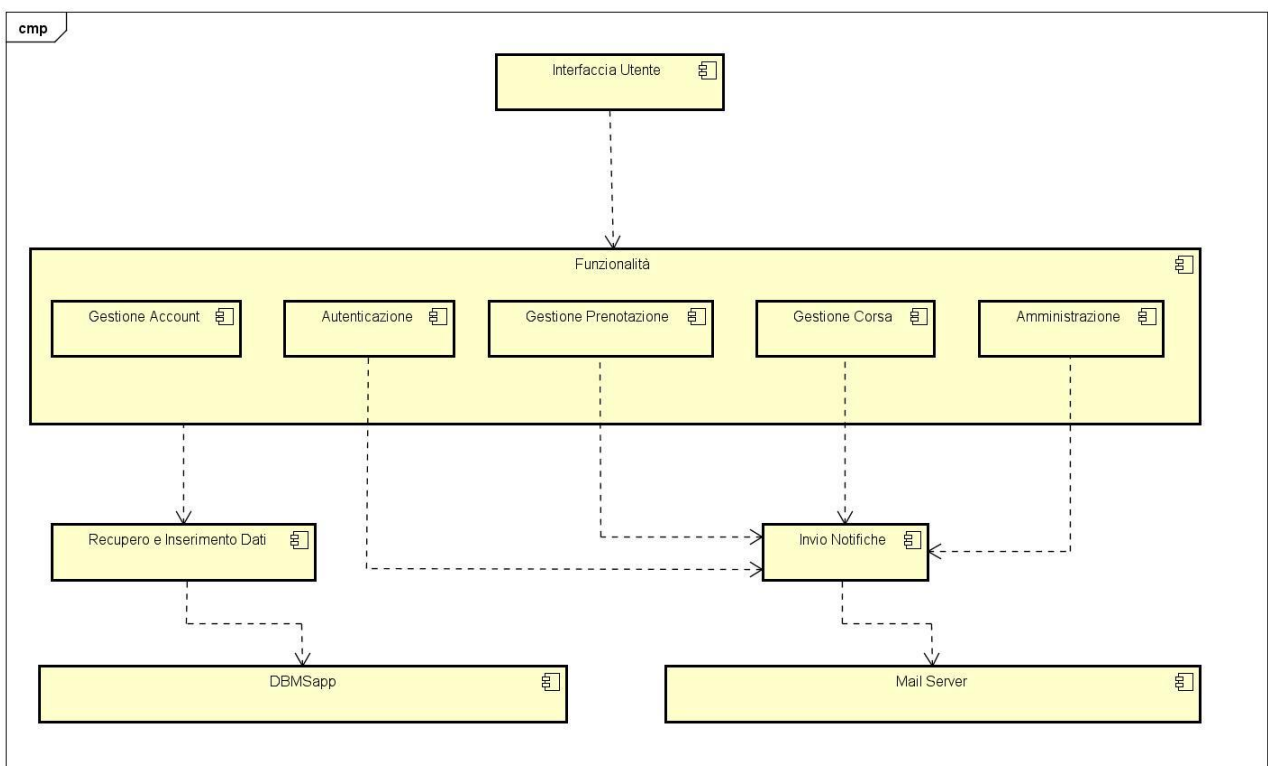 cmp
Interfaccia Utente
Funzionalità
Gestione Account
Autenticazione
Gestione Prenotazione
Gestione Corsa
Amministrazione
Recupero e Inserimento Dati
Invio Notifiche
DBMSapp
Mail Server